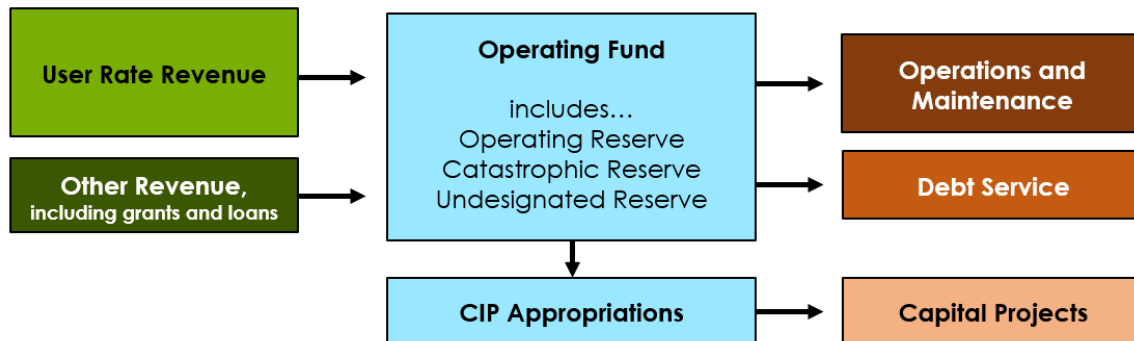 User Rate Revenue
Other Revenue,
including grants and loans
Operating Fund
includes…
Operating Reserve
Catastrophic Reserve
Undesignated Reserve
CIP Appropriations
Operations and
Maintenance
Debt Service
Capital Projects